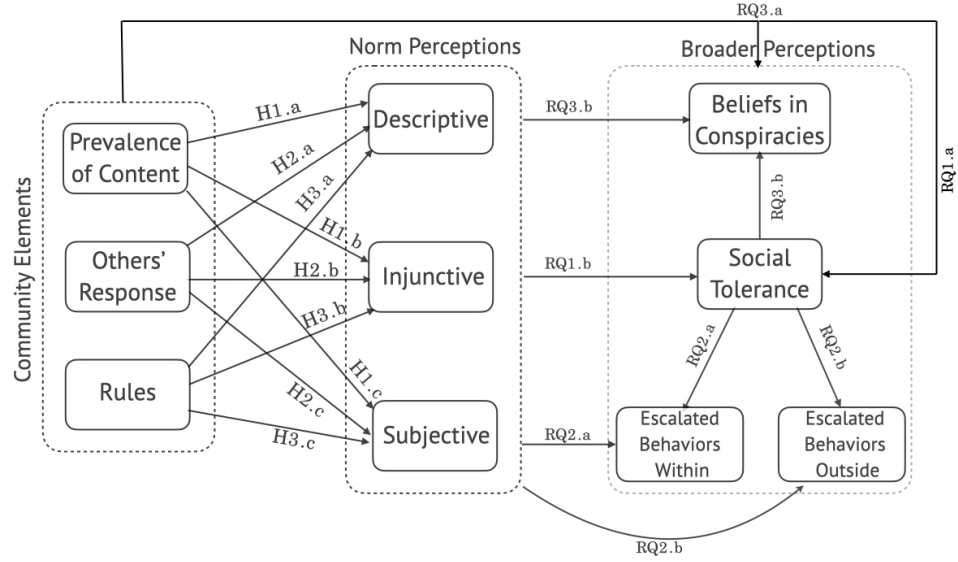 RQ3.a
Norm Perceptions
Broader Perceptions
Community Elements
Prevalence
of Content
Others'
Response
Rules
H1.a
H2.a
H3.a
H1.b
H2.b
H3.b
H1.c
H2.c
H3.c
Descriptive
Injunctive
Subjective
RQ3.b
RQ1.b
RQ2.a
RQ2.b
Beliefs in
Conspiracies
RQ3.b
RQ1.a
Social
Tolerance
RQ2.a
RQ2.b
Escalated
Behaviors
Within
Escalated
Behaviors
Outside